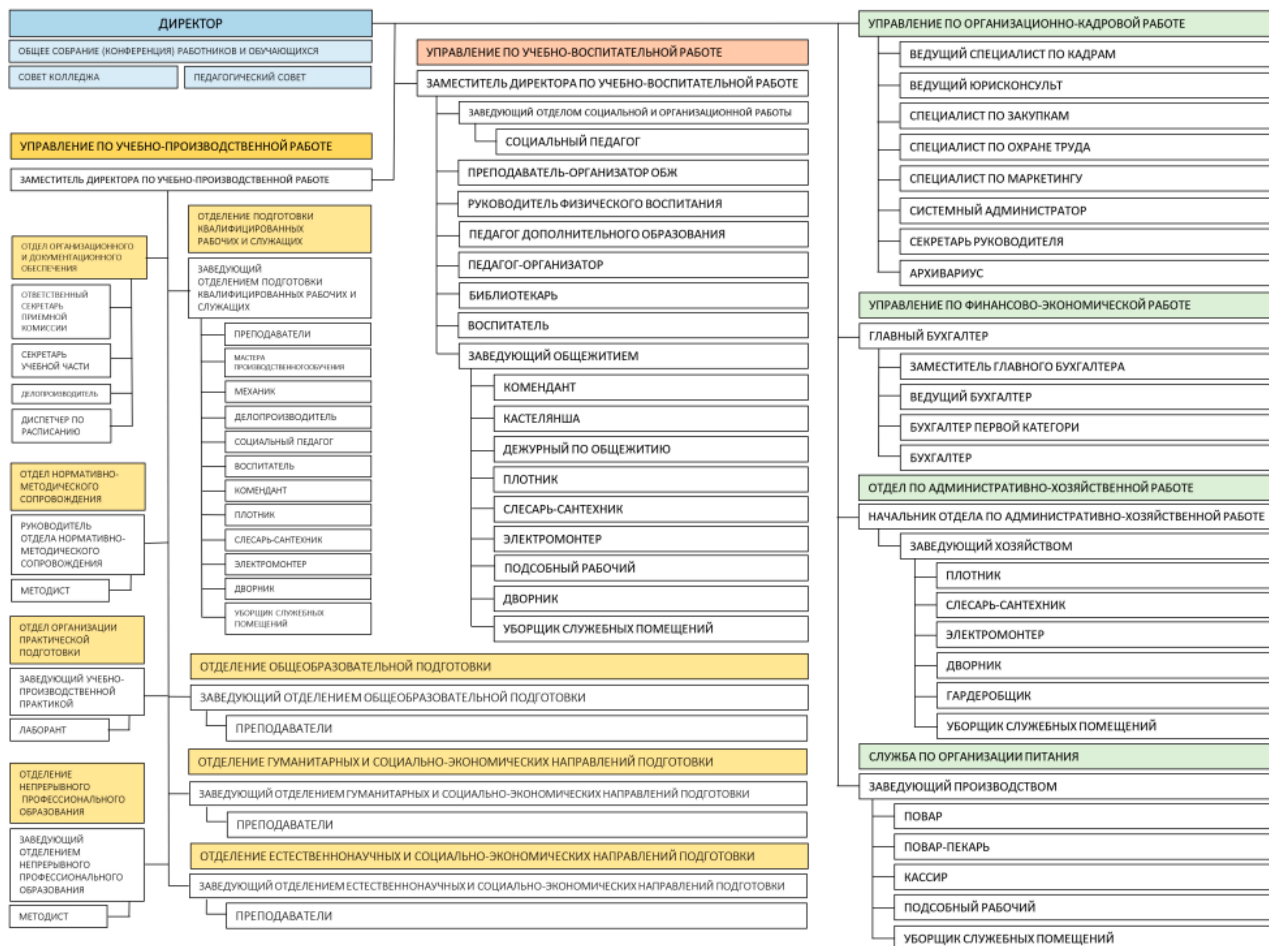 ДИРЕКТОР
ОБЩЕЕ СОБРАНИЕ (КОНФЕРЕНЦИЯ) РАБОТНИКОВ И ОБУЧАЮЩИХСЯ
СОВЕТ КОЛЛЕДЖА
ПЕДАГОГИЧЕСКИЙ СОВЕТ
УПРАВЛЕНИЕ ПО УЧЕБНО-ПРОИЗВОДСТВЕННОЙ РАБОТЕ
ЗАМЕСТИТЕЛЬ ДИРЕКТОРА ПО УЧЕБНО-ПРОИЗВОДСТВЕННОЙ РАБОТЕ
ОТДЕЛ ОРГАНИЗАЦИОННОГО
И ДОКУМЕНТАЦИОННОГО
ОБЕСПЕЧЕНИЯ
ОТВЕТСТВЕННЫЙ
СЕКРЕТАРЬ
ПРИЕМНОЙ
КОМИССИИ
СЕКРЕТАРЬ
УЧЕБНОЙ ЧАСТИ
ДЕЛОПРОИЗВОДИТЕЛЬ
ДИСПЕТЧЕР ПО
РАСПИСАНИЮ
ОТДЕЛ НОРМАТИВНО-
МЕТОДИЧЕСКОГО
СОПРОВОЖДЕНИЯ
РУКОВОДИТЕЛЬ
ОТДЕЛА НОРМАТИВНО-
МЕТОДИЧЕСКОГО
СОПРОВОЖДЕНИЯ
МЕТОДИСТ
ОТДЕЛ ОРГАНИЗАЦИИ
ПРАКТИЧЕСКОЙ
ПОДГОТОВКИ
ЗАВЕДУЮЩИЙ УЧЕБНО-
ПРОИЗВОДСТВЕННОЙ
ПРАКТИКОЙ
ЛАБОРАНТ
ОТДЕЛЕНИЕ
НЕПРЕРЫВНОГО
ПРОФЕССИОНАЛЬНОГО
ОБРАЗОВАНИЯ
ЗАВЕДУЮЩИЙ
ОТДЕЛЕНИЕМ
НЕПРЕРЫВНОГО
ПРОФЕССИОНАЛЬНОГО
ОБРАЗОВАНИЯ
МЕТОДИСТ
ОТДЕЛЕНИЕ ПОДГОТОВКИ
КВАЛИФИЦИРОВАННЫХ
РАБОЧИХ И СЛУЖАЩИХ
ЗАВЕДУЮЩИЙ
ОТДЕЛЕНИЕМ ПОДГОТОВКИ
КВАЛИФИЦИРОВАННЫХ РАБОЧИХ И
СЛУЖАЩИХ
ПРЕПОДАВАТЕЛИ
МАСТЕРА
ПРОИЗВОДСТВЕННОГООБУЧЕНИЯ
МЕХАНИК
ДЕЛОПРОИЗВОДИТЕЛЬ
СОЦИАЛЬНЫЙ ПЕДАГОГ
ВОСПИТАТЕЛЬ
КОМЕНДАНТ
ПЛОТНИК
СЛЕСАРЬ-САНТЕХНИК
ЭЛЕКТРОМОНТЕР
ДВОРНИК
УБОРЩИК СЛУЖЕБНЫХ
ПОМЕЩЕНИЙ
ОТДЕЛЕНИЕ ОБЩЕОБРАЗОВАТЕЛЬНОЙ ПОДГОТОВКИ
ЗАВЕДУЮЩИЙ ОТДЕЛЕНИЕМ ОБЩЕОБРАЗОВАТЕЛЬНОЙ ПОДГОТОВКИ
ПРЕПОДАВАТЕЛИ
ОТДЕЛЕНИЕ ГУМАНИТАРНЫХ И СОЦИАЛЬНО-ЭКОНОМИЧЕСКИХ НАПРАВЛЕНИЙ ПОДГОТОВКИ
ЗАВЕДУЮЩИЙ ОТДЕЛЕНИЕМ ГУМАНИТАРНЫХ И СОЦИАЛЬНО-ЭКОНОМИЧЕСКИХ НАПРАВЛЕНИЙ ПОДГОТОВКИ
ПРЕПОДАВАТЕЛИ
ОТДЕЛЕНИЕ ЕСТЕСТВЕННОНАУЧНЫХ И СОЦИАЛЬНО-ЭКОНОМИЧЕСКИХ НАПРАВЛЕНИЙ ПОДГОТОВКИ
ЗАВЕДУЮЩИЙ ОТДЕЛЕНИЕМ ЕСТЕСТВЕННОНАУЧНЫХ И СОЦИАЛЬНО-ЭКОНОМИЧЕСКИХ НАПРАВЛЕНИЙ ПОДГОТОВКИ
ПРЕПОДАВАТЕЛИ
УПРАВЛЕНИЕ ПО УЧЕБНО-ВОСПИТАТЕЛЬНОЙ РАБОТЕ
ЗАМЕСТИТЕЛЬ ДИРЕКТОРА ПО УЧЕБНО-ВОСПИТАТЕЛЬНОЙ РАБОТЕ
ЗАВЕДУЮЩИЙ ОТДЕЛОМ СОЦИАЛЬНОЙ И ОРГАНИЗАЦИОННОЙ РАБОТЫ
СОЦИАЛЬНЫЙ ПЕДАГОГ
ПРЕПОДАВАТЕЛЬ-ОРГАНИЗАТОР ОБЖ
РУКОВОДИТЕЛЬ ФИЗИЧЕСКОГО ВОСПИТАНИЯ
ПЕДАГОГ ДОПОЛНИТЕЛЬНОГО ОБРАЗОВАНИЯ
ПЕДАГОГ-ОРГАНИЗАТОР
БИБЛИОТЕКАРЬ
ВОСПИТАТЕЛЬ
ЗАВЕДУЮЩИЙ ОБЩЕЖИТИЕМ
КОМЕНДАНТ
КАСТЕЛЯНША
ДЕЖУРНЫЙ ПО ОБЩЕЖИТИЮ
ПЛОТНИК
СЛЕСАРЬ-САНТЕХНИК
ЭЛЕКТРОМОНТЕР
ПОДСОБНЫЙ РАБОЧИЙ
ДВОРНИК
УБОРЩИК СЛУЖЕБНЫХ ПОМЕЩЕНИЙ
УПРАВЛЕНИЕ ПО ОРГАНИЗАЦИОННО-КАДРОВОЙ РАБОТЕ
ВЕДУЩИЙ СПЕЦИАЛИСТ ПО КАДРАМ
ВЕДУЩИЙ ЮРИСКОНСУЛЬТ
СПЕЦИАЛИСТ ПО ЗАКУПКАМ
СПЕЦИАЛИСТ ПО ОХРАНЕ ТРУДА
СПЕЦИАЛИСТ ПО МАРКЕТИНГУ
СИСТЕМНЫЙ АДМИНИСТРАТОР
СЕКРЕТАРЬ РУКОВОДИТЕЛЯ
АРХИВАРИУС
УПРАВЛЕНИЕ ПО ФИНАНСОВО-ЭКОНОМИЧЕСКОЙ РАБОТЕ
ГЛАВНЫЙ БУХГАЛТЕР
ЗАМЕСТИТЕЛЬ ГЛАВНОГО БУХГАЛТЕРА
ВЕДУЩИЙ БУХГАЛТЕР
БУХГАЛТЕР ПЕРВОЙ КАТЕГОРИ
БУХГАЛТЕР
ОТДЕЛ ПО АДМИНИСТРАТИВНО-ХОЗЯЙСТВЕННОЙ РАБОТЕ
НАЧАЛЬНИК ОТДЕЛА ПО АДМИНИСТРАТИВНО-ХОЗЯЙСТВЕННОЙ РАБОТЕ
ЗАВЕДУЮЩИЙ ХОЗЯЙСТВОМ
ПЛОТНИК
СЛЕСАРЬ-САНТЕХНИК
ЭЛЕКТРОМОНТЕР
ДВОРНИК
ГАРДЕРОБЩИК
УБОРЩИК СЛУЖЕБНЫХ ПОМЕЩЕНИЙ
СЛУЖБА ПО ОРГАНИЗАЦИИ ПИТАНИЯ
ЗАВЕДУЮЩИЙ ПРОИЗВОДСТВОМ
ПОВАР
ПОВАР-ПЕКАРЬ
КАССИР
ПОДСОБНЫЙ РАБОЧИЙ
УБОРЩИК СЛУЖЕБНЫХ ПОМЕЩЕНИЙ